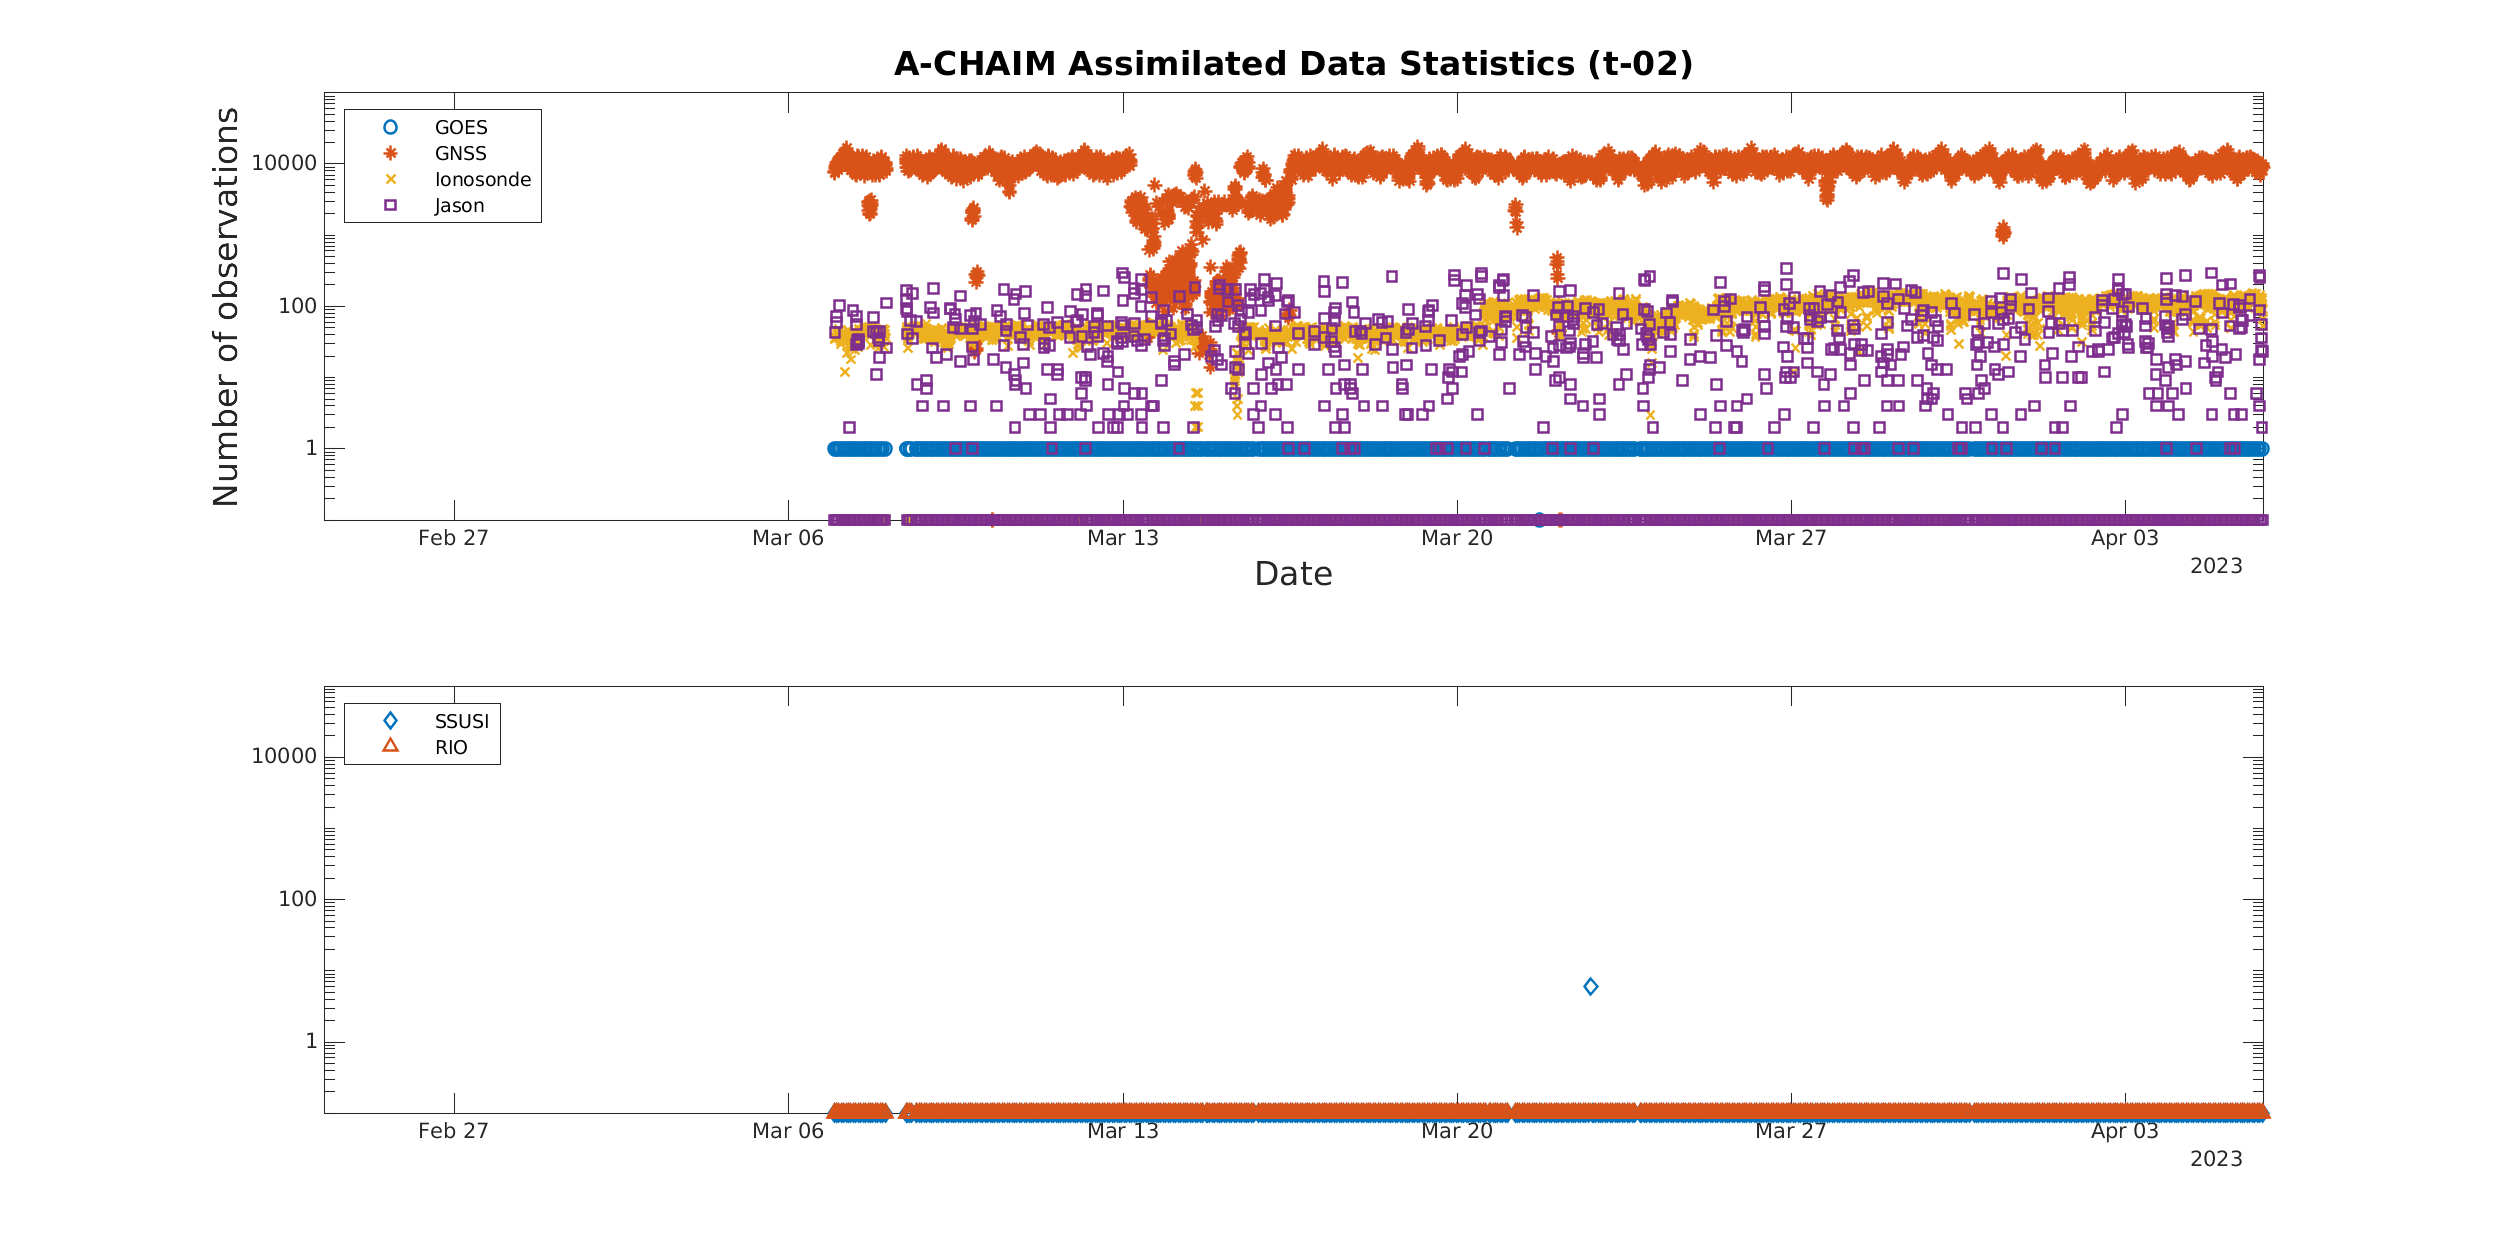 A-CHAIM Assimilated Data Statistics (t-02)
Number of observations
10000
100
1
GOES
GNSS
Ionosonde
Jason
Feb 27
Mar 06
Mar 13
Mar 20
Mar 27
Apr 03
2023
Date
10000
100
1
SSUSI
RIO
Feb 27
Mar 06
Mar 13
Mar 20
Mar 27
Apr 03
2023